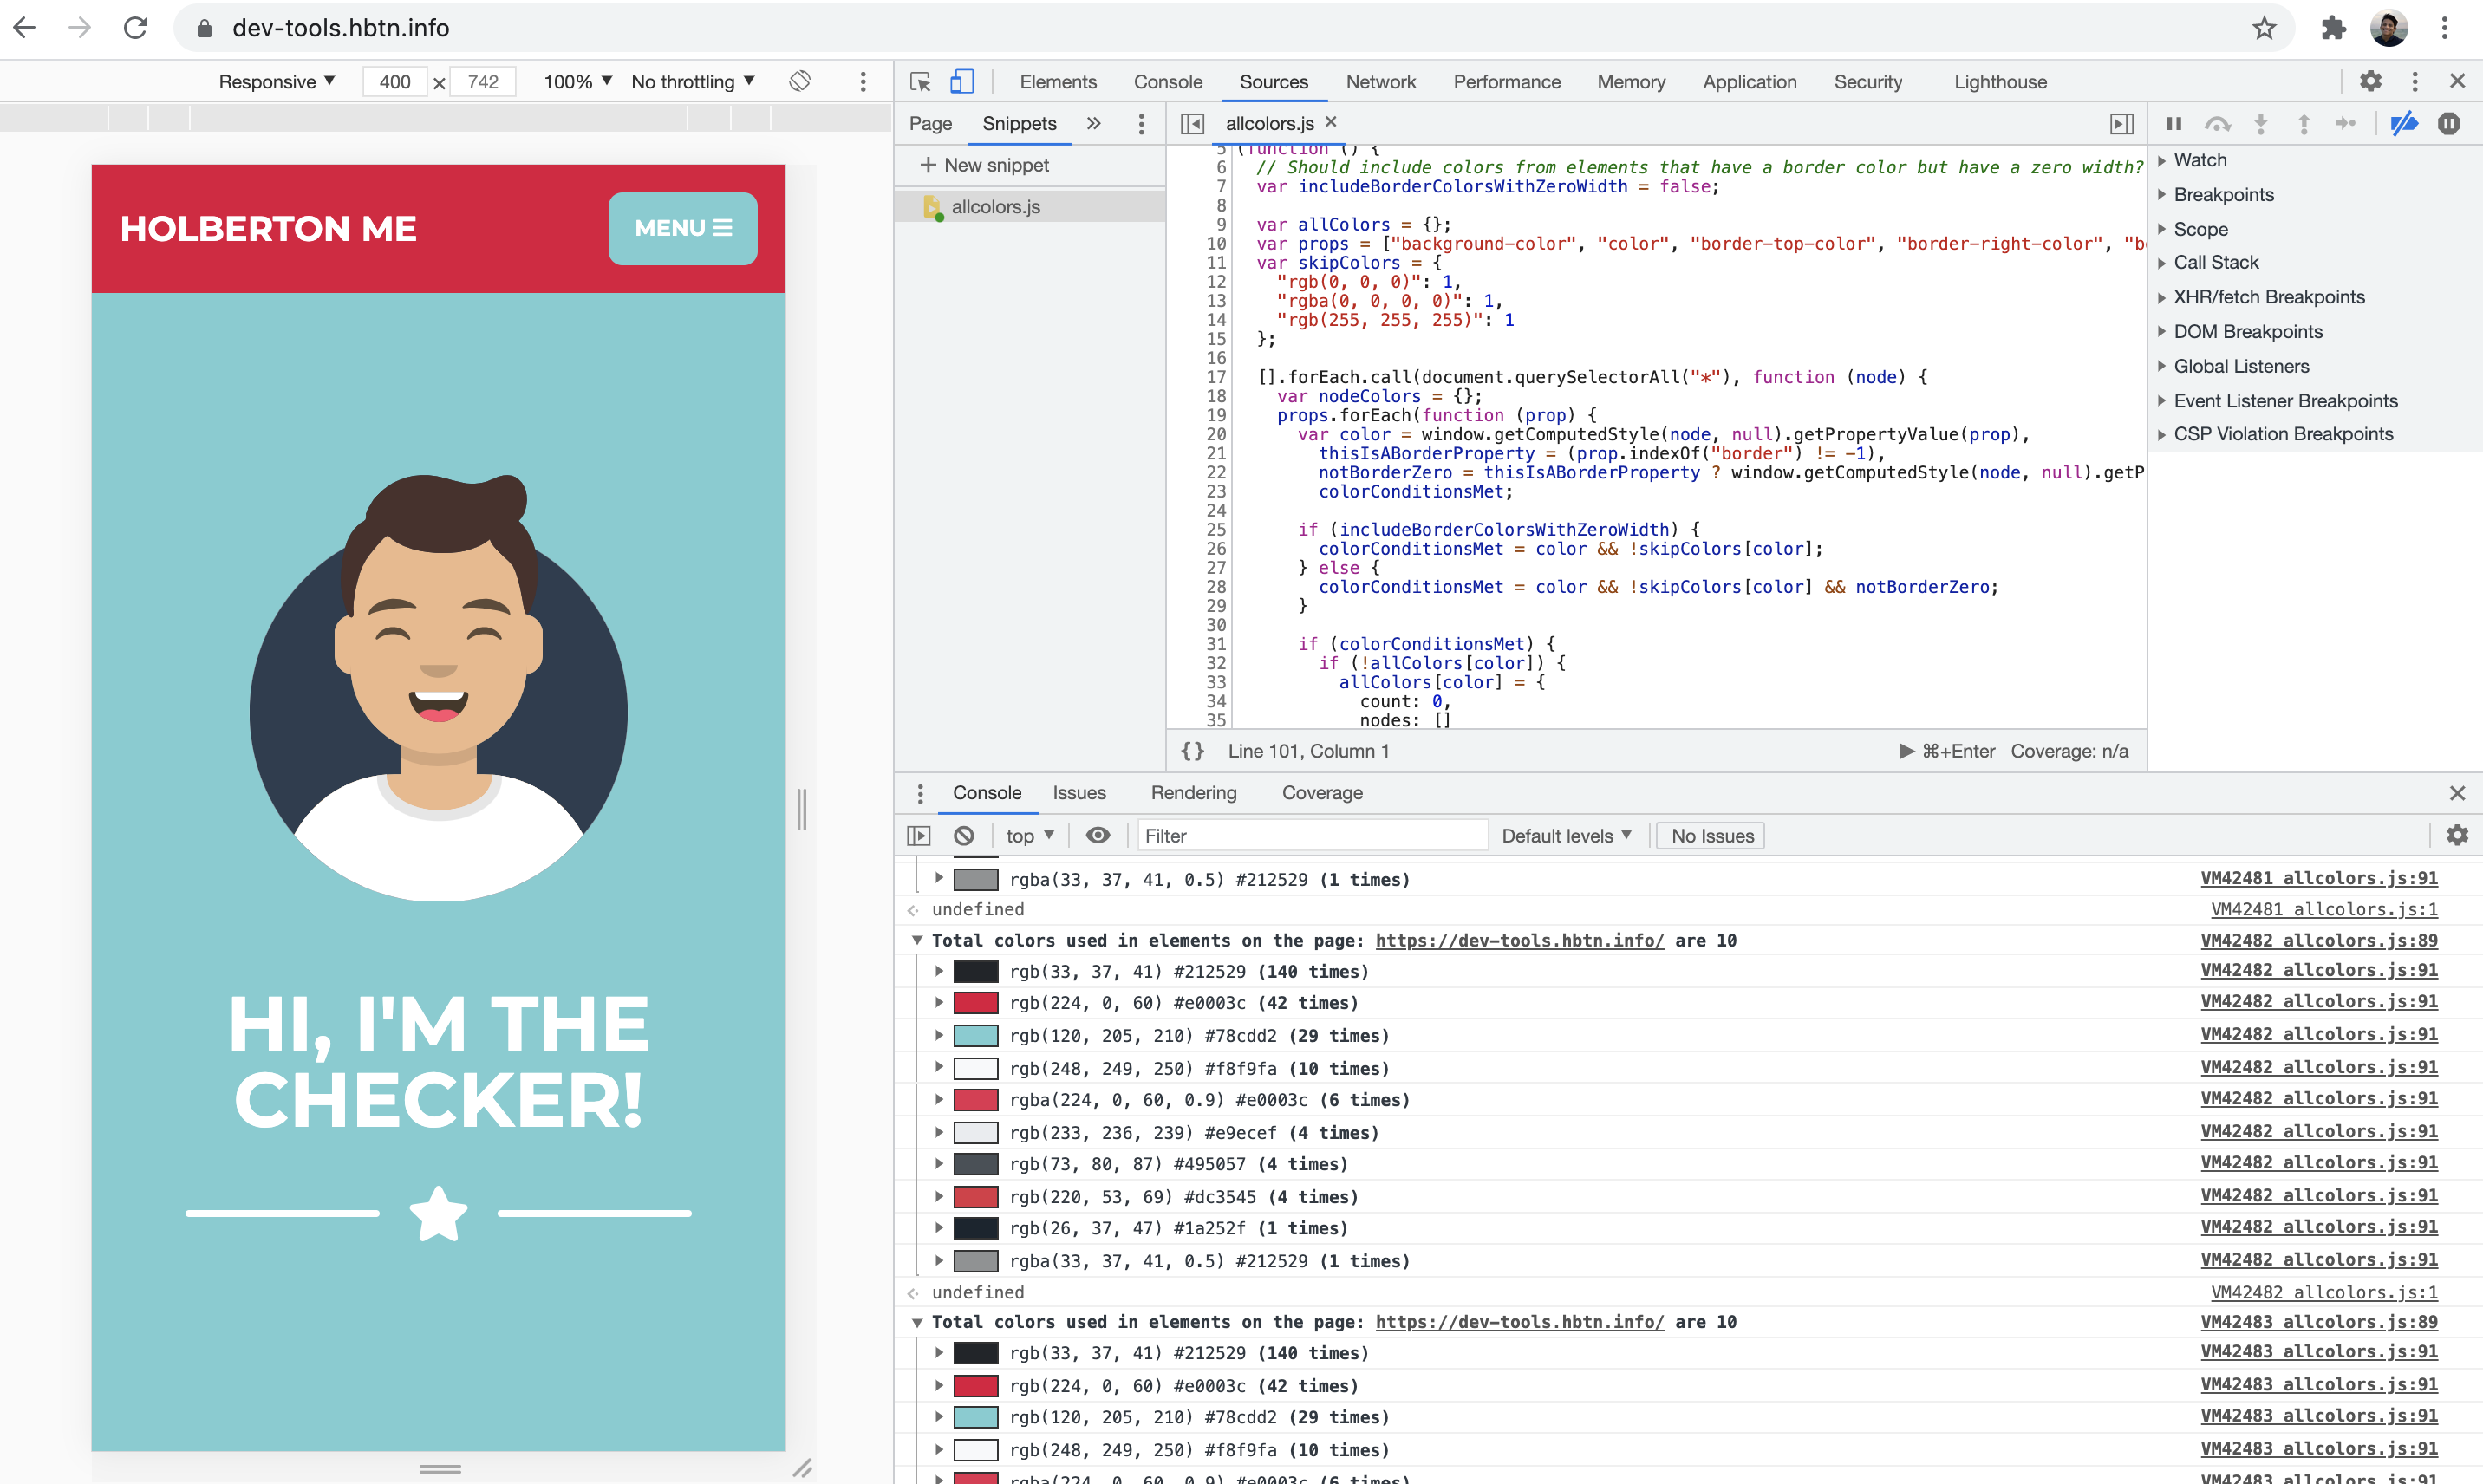 dev-tools.hbtn.info
Responsive ▼ 400 × 742 100% ▼ No throttling ▼
Elements Console Sources Network Performance Memory Application Security Lighthouse
Page Snippets » allcolors.js ×
+ New snippet
allcolors.js
HOLBERTON ME
MENU
HI, I'M THE
CHECKER!
5 (function () {
6 // Should include colors from elements that have a border color but have a zero width?
7 var includeBorderColorsWithZeroWidth = false;
8
9 var allColors = {};
10 var props = ["background-color", "color", "border-top-color", "border-right-color", "b
11 var skipColors = {
12 "rgb(0, 0, 0)": 1,
13 "rgba(0, 0, 0, 0)": 1,
14 "rgb(255, 255, 255)": 1
15 };
16
17 [].forEach.call(document.querySelectorAll("*"), function (node) {
18 var nodeColors = {};
19 props.forEach(function (prop) {
20 var color = window.getComputedStyle(node, null).getPropertyValue(prop),
21 thisIsABorderProperty = (prop.indexOf("border") != -1),
22 notBorderZero = thisIsABorderProperty ? window.getComputedStyle(node, null).getP
23 colorConditionsMet;
24
25 if (includeBorderColorsWithZeroWidth) {
26 colorConditionsMet = color && !skipColors[color];
27 } else {
28 colorConditionsMet = color && !skipColors[color] && notBorderZero;
29 }
30
31 if (colorConditionsMet) {
32 if (!allColors[color]) {
33 allColors[color] = {
34 count: 0,
35 nodes: []
{} Line 101, Column 1 ▶ ⌘+Enter Coverage: n/a
Watch
Breakpoints
Scope
Call Stack
XHR/fetch Breakpoints
DOM Breakpoints
Global Listeners
Event Listener Breakpoints
CSP Violation Breakpoints
Console Issues Rendering Coverage
top ▼ Filter Default levels ▼ No Issues
rgba(33, 37, 41, 0.5) #212529 (1 times) VM42481 allcolors.js:91
undefined VM42481 allcolors.js:1
Total colors used in elements on the page: https://dev-tools.hbtn.info/ are 10 VM42482 allcolors.js:89
rgb(33, 37, 41) #212529 (140 times) VM42482 allcolors.js:91
rgb(224, 0, 60) #e0003c (42 times) VM42482 allcolors.js:91
rgb(120, 205, 210) #78cdd2 (29 times) VM42482 allcolors.js:91
rgb(248, 249, 250) #f8f9fa (10 times) VM42482 allcolors.js:91
rgba(224, 0, 60, 0.9) #e0003c (6 times) VM42482 allcolors.js:91
rgb(233, 236, 239) #e9ecef (4 times) VM42482 allcolors.js:91
rgb(73, 80, 87) #495057 (4 times) VM42482 allcolors.js:91
rgb(220, 53, 69) #dc3545 (4 times) VM42482 allcolors.js:91
rgb(26, 37, 47) #1a252f (1 times) VM42482 allcolors.js:91
rgba(33, 37, 41, 0.5) #212529 (1 times) VM42482 allcolors.js:91
undefined VM42482 allcolors.js:1
Total colors used in elements on the page: https://dev-tools.hbtn.info/ are 10 VM42483 allcolors.js:89
rgb(33, 37, 41) #212529 (140 times) VM42483 allcolors.js:91
rgb(224, 0, 60) #e0003c (42 times) VM42483 allcolors.js:91
rgb(120, 205, 210) #78cdd2 (29 times) VM42483 allcolors.js:91
rgb(248, 249, 250) #f8f9fa (10 times) VM42483 allcolors.js:91
rgba(224, 0, 60, 0.9) #e0003c (6 times) VM42483 allcolors.js:91